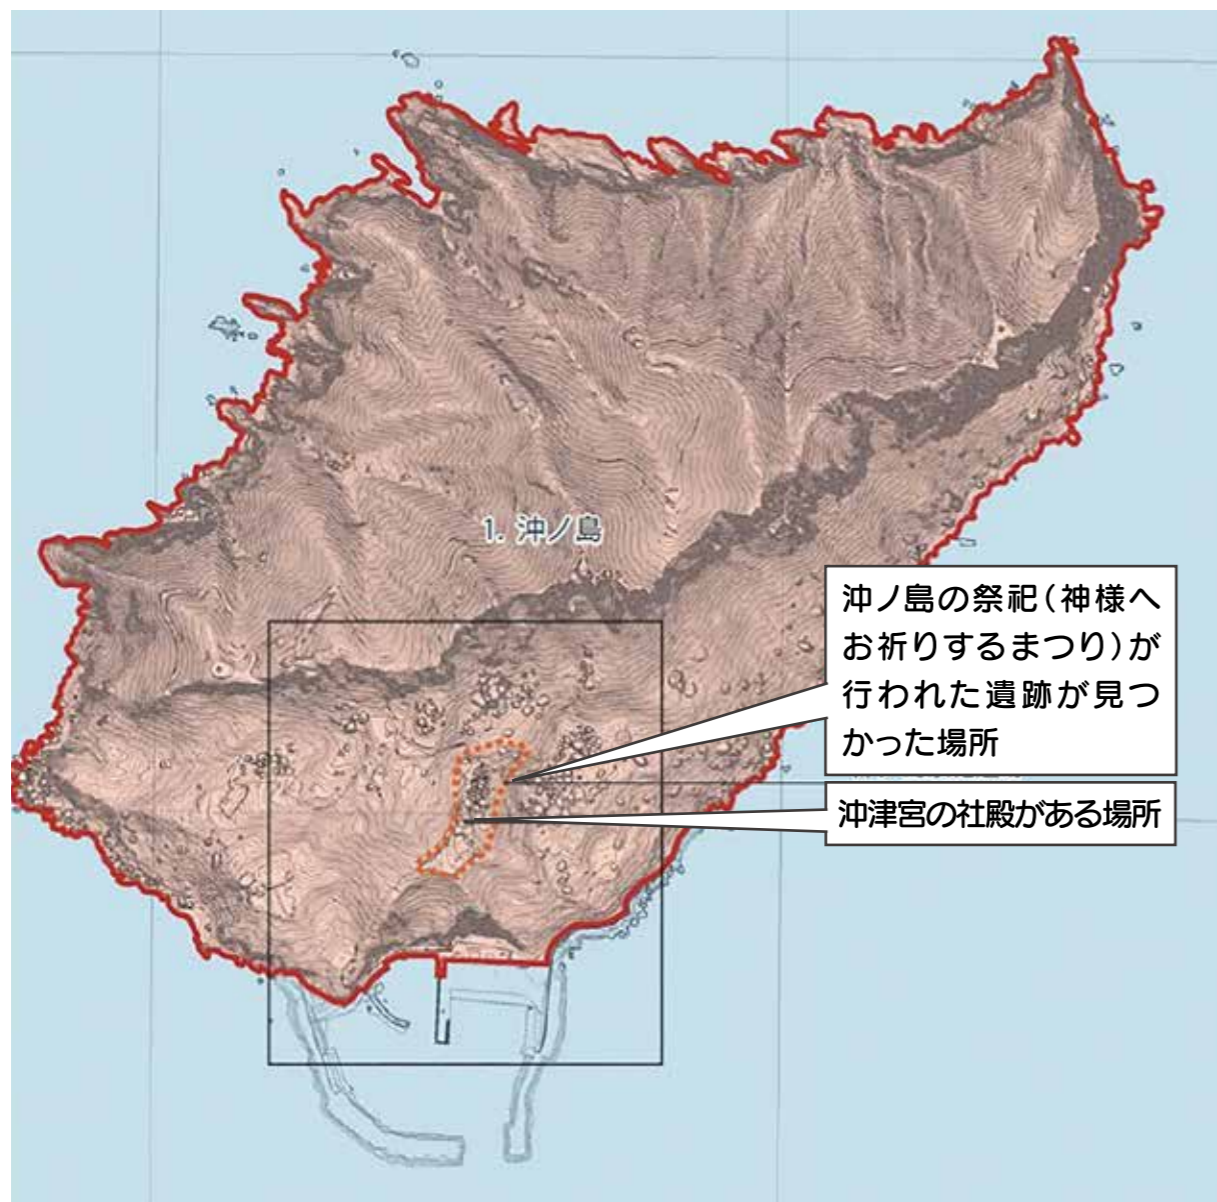 1. 沖ノ島
沖ノ島の祭祀(神様へ
お祈りするまつり)が
行われた遺跡が見つ
かった場所
沖津宮の社殿がある場所